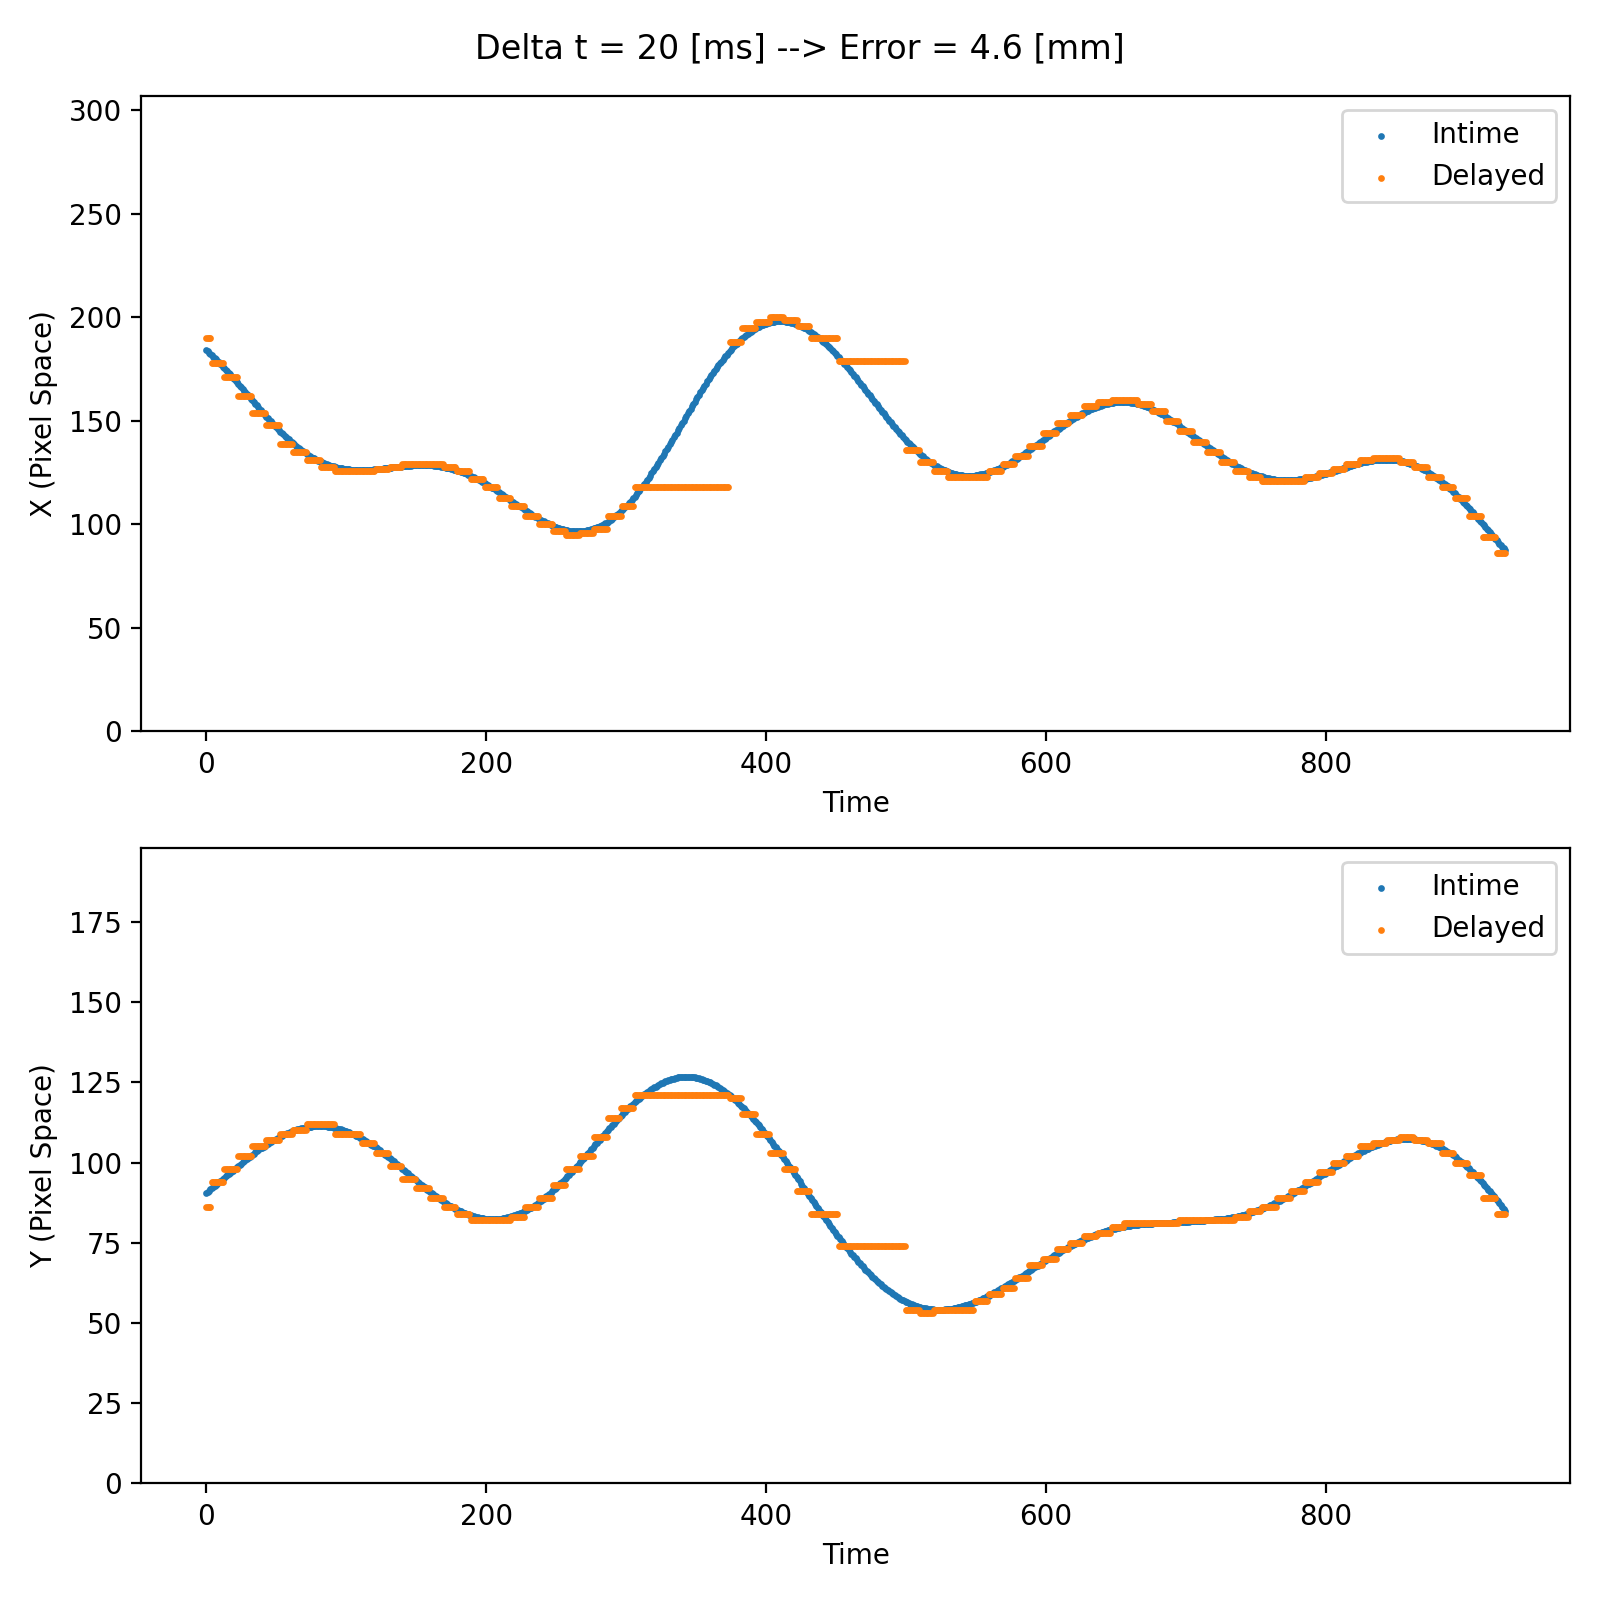 Delta t = 20 [ms] --> Error = 4.6 [mm]
300
250
200
150
100
50
0
X (Pixel Space)
Intime
Delayed
0 200 400 600 800
Time
175
150
125
100
75
50
25
0
Y (Pixel Space)
Intime
Delayed
0 200 400 600 800
Time